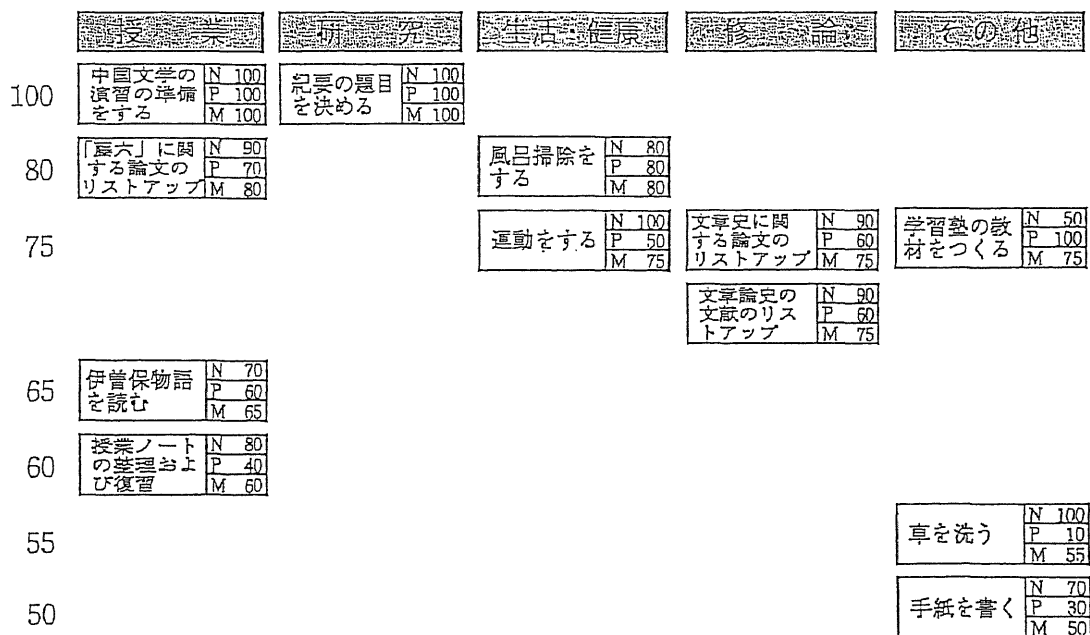 授業 研究 生活・健康 修論 その他
100
中国文学の
演習の準備
をする
N 100
P 100
M 100
紀要の題目
を決める
N 100
P 100
M 100
80
に関
する論文の
リストアップ
N 90
P 70
M 80
風呂掃除を
する
N 80
P 80
M 80
75
運動をする
N 100
P 50
M 75
文章史に関
する論文の
リストアップ
N 90
P 60
M 75
学習塾の教
材をつくる
N 50
P 100
M 75
文章論史の
文献のリス
トアップ
N 90
P 60
M 75
65
伊曽保物語
を読む
N 70
P 60
M 65
60
授業ノート
の整理およ
び復習
N 80
P 40
M 60
55
車を洗う
N 100
P 10
M 55
50
手紙を書く
N 70
P 30
M 50